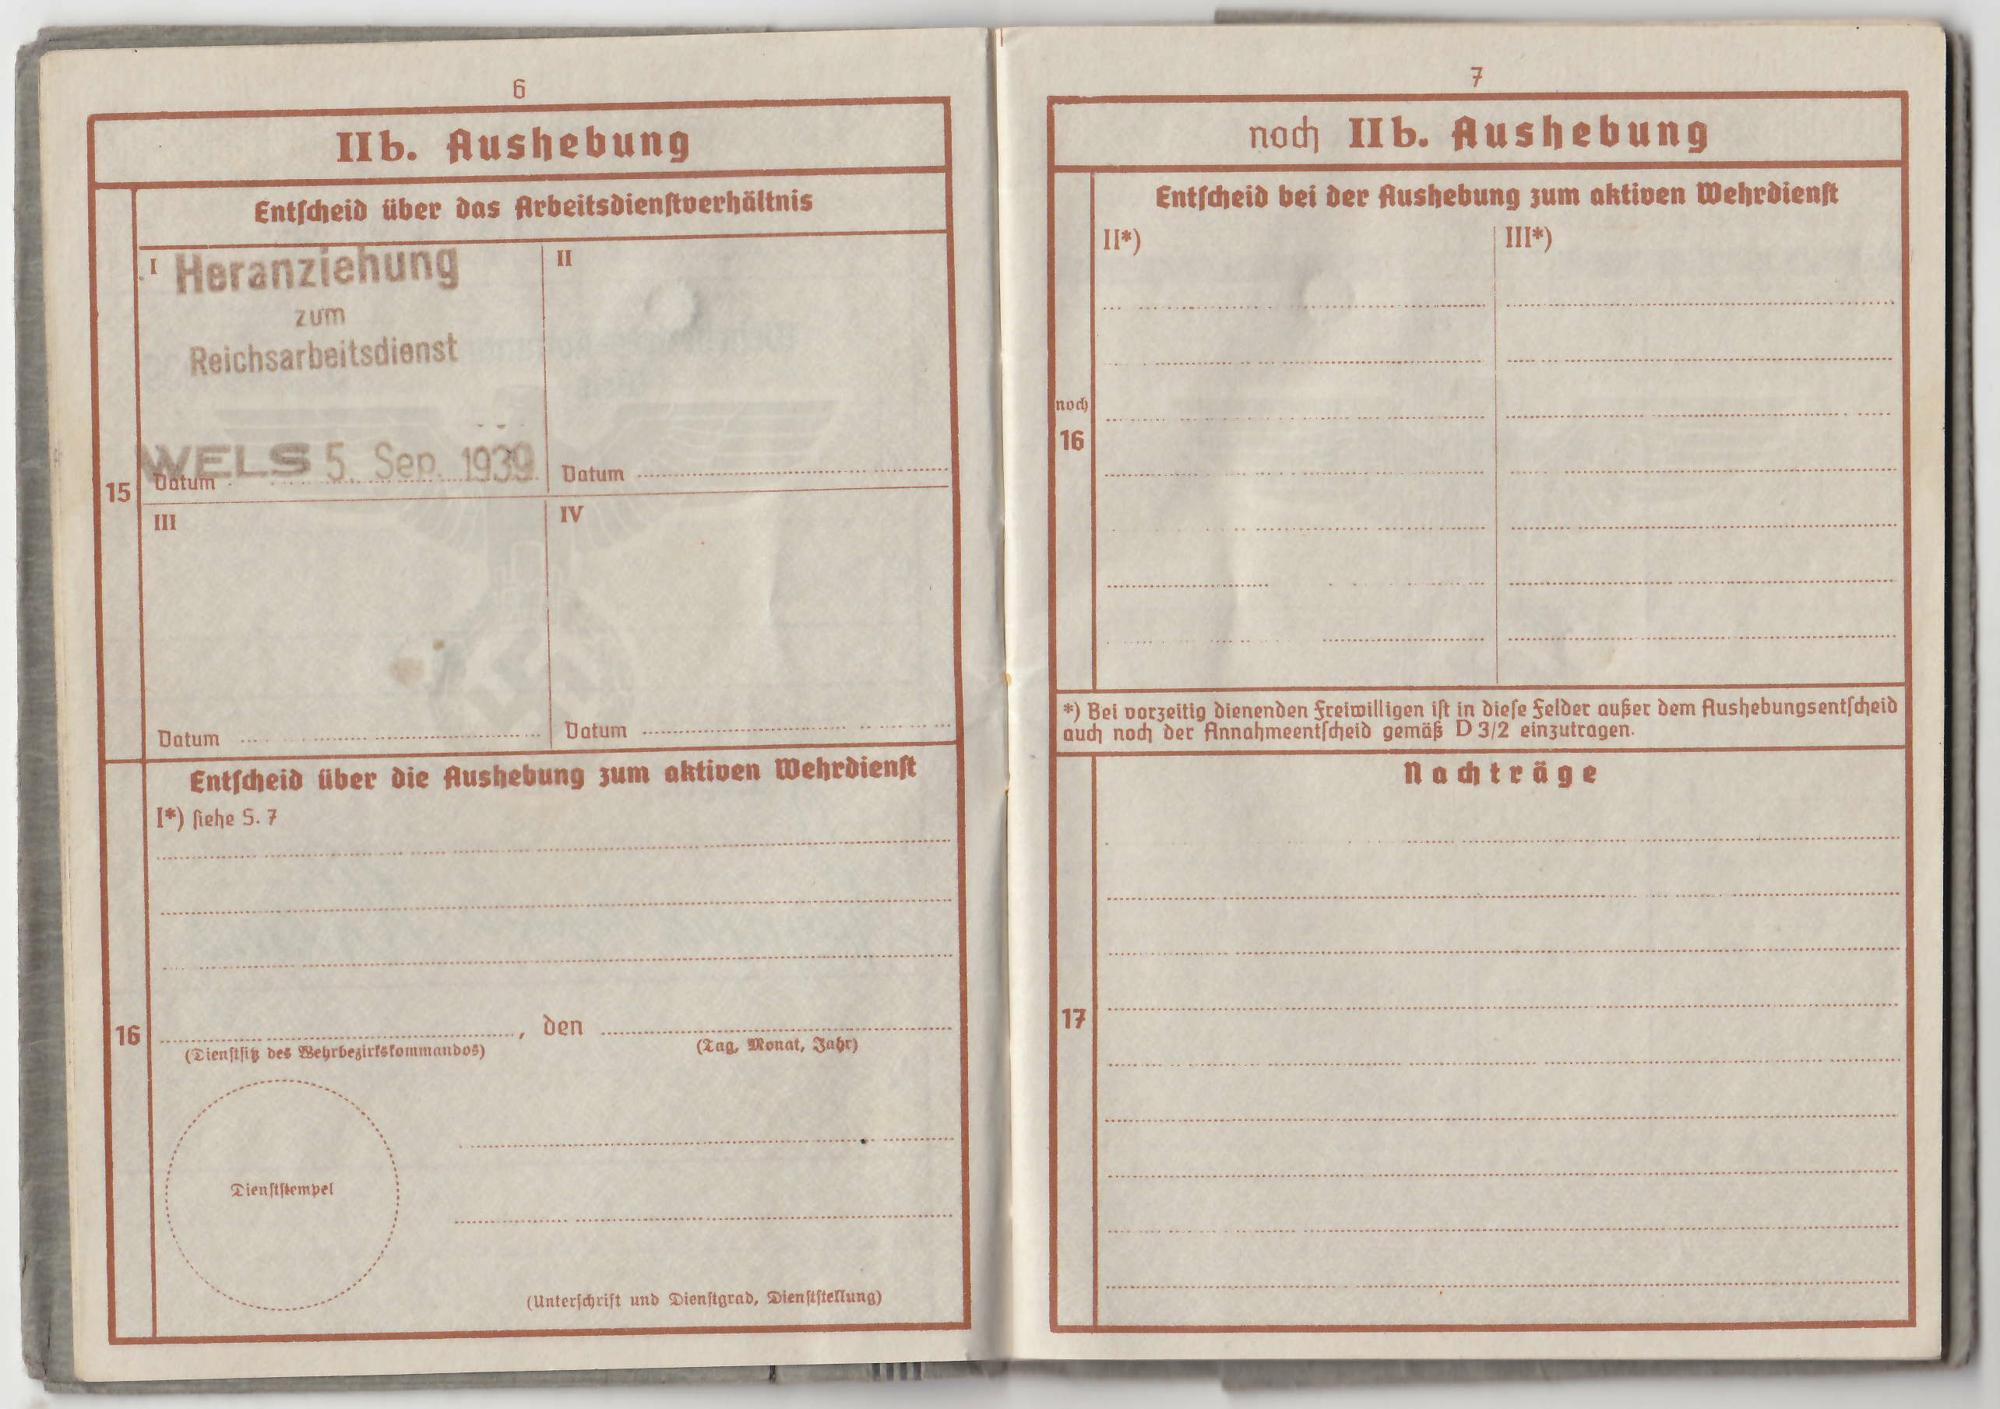 6
IIb. Aushebung
Entſcheid über das Arbeitsdienſtverhältnis
I
Heranziehung
zum
Reichsarbeitsdienst
WELS 5. Sep. 1939
Datum
II
Datum
15
III
Datum
IV
Datum
Entſcheid über die Aushebung zum aktiven Wehrdienſt
I*) ſiehe S. 7
16
, den
(Dienſtſitz des Wehrbezirkskommandos)
(Tag, Monat, Jahr)
Dienſtſtempel
(Unterſchrift und Dienſtgrad, Dienſtſtellung)
7
noch IIb. Aushebung
Entſcheid bei der Aushebung zum aktiven Wehrdienſt
II*)
III*)
noch
16
*) Bei vorzeitig dienenden Freiwilligen iſt in dieſe Felder außer dem Aushebungsentſcheid
auch noch der Annahmeentſcheid gemäß D 3/2 einzutragen.
Nachträge
17